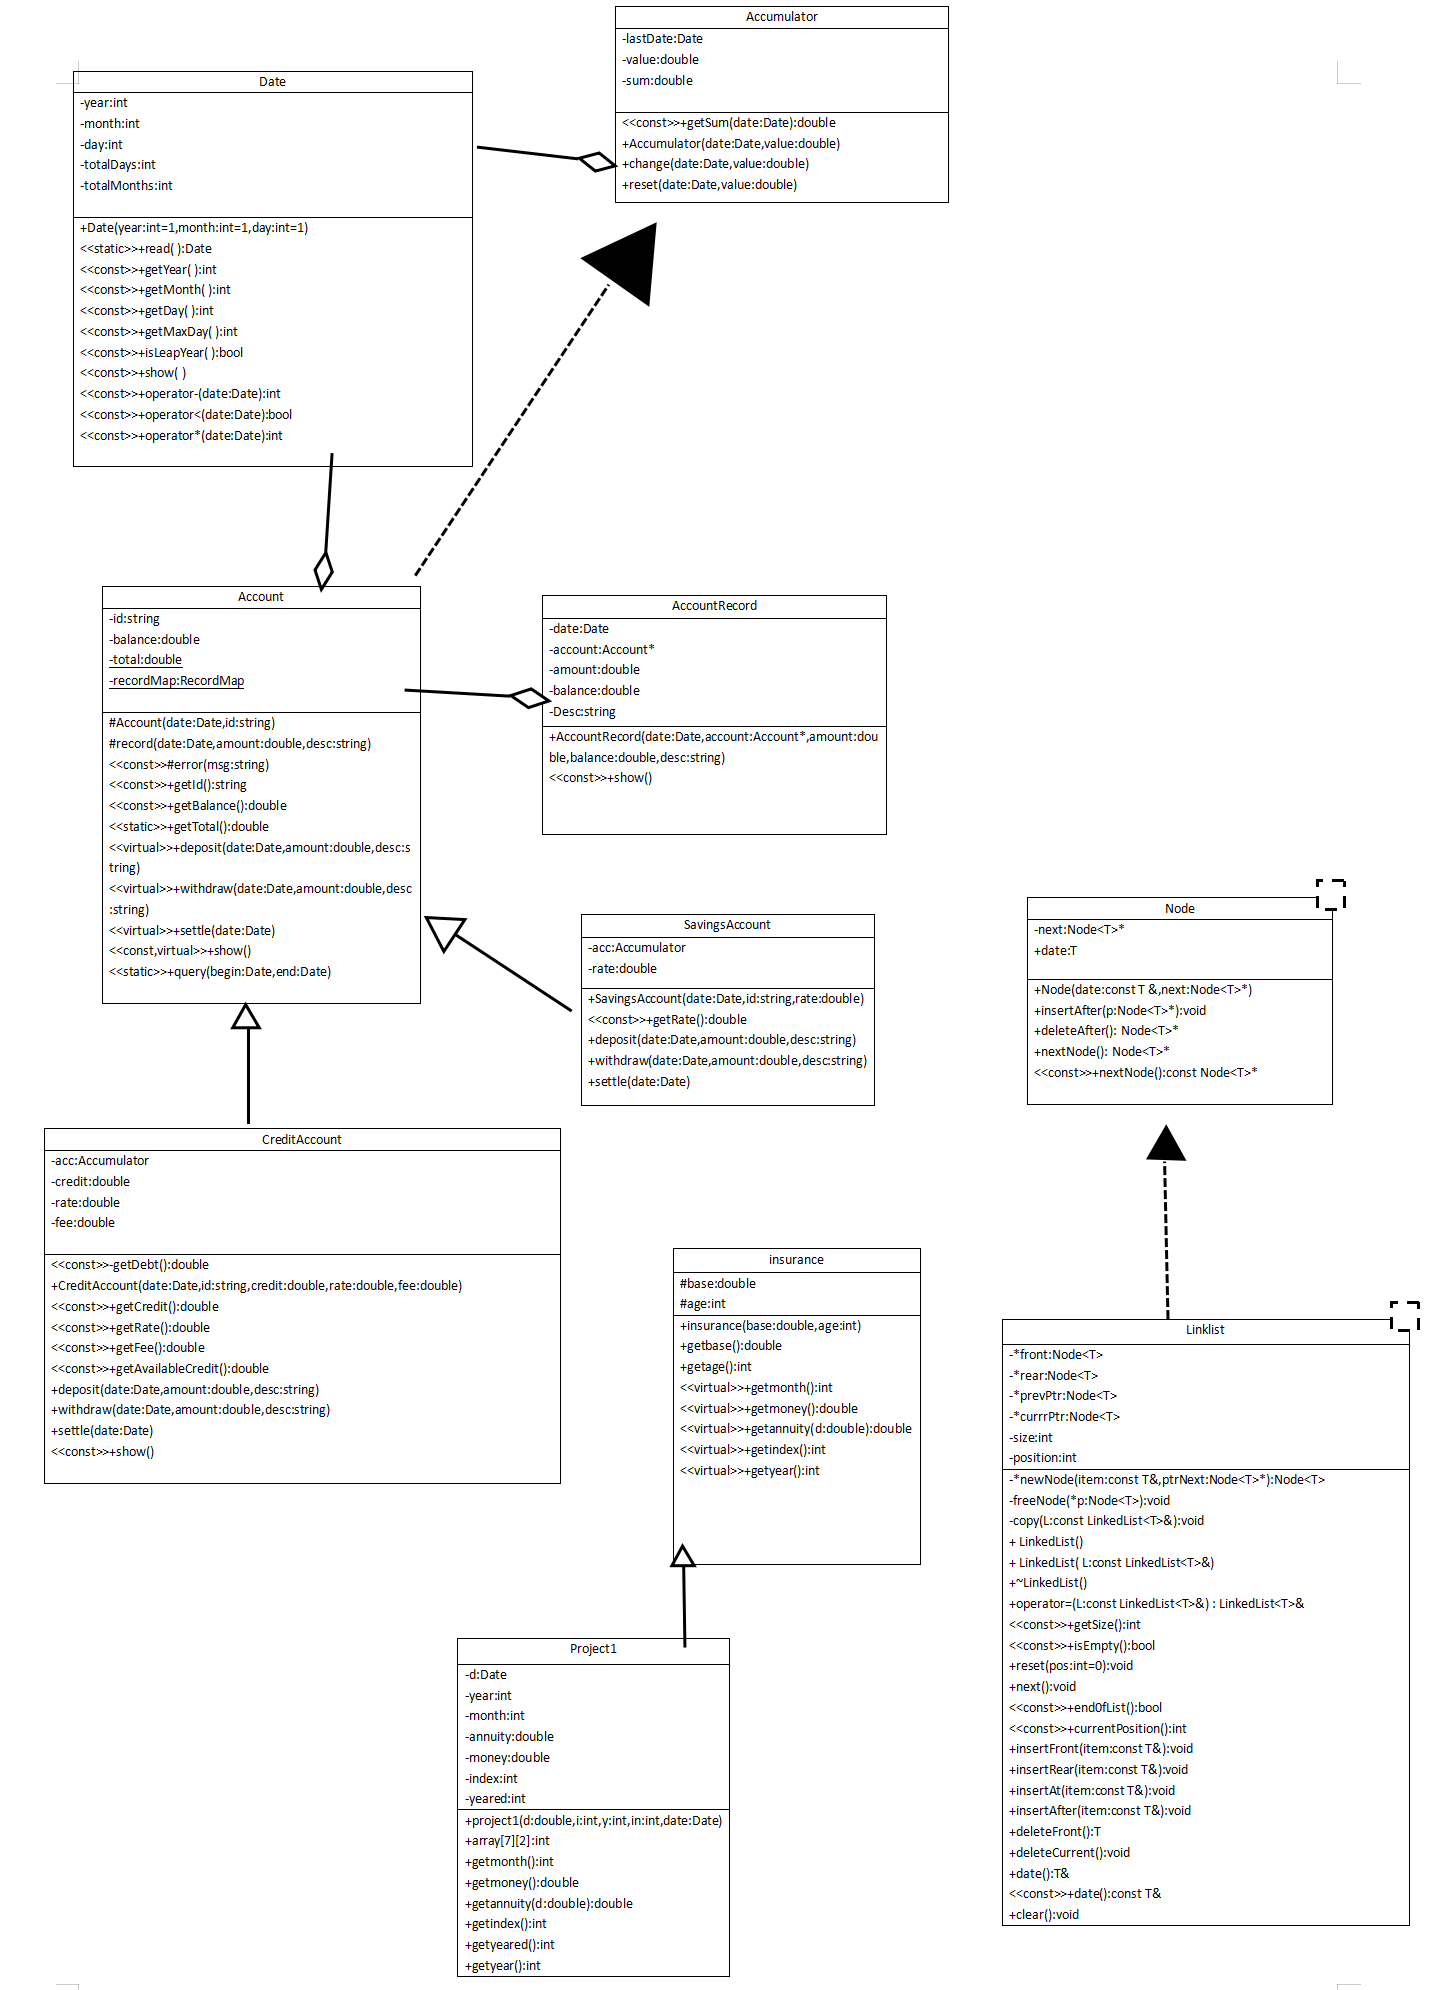 Accumulator
-lastDate:Date
-value:double
-sum:double
<<const>>+getSum(date:Date):double
+Accumulator(date:Date,value:double)
+change(date:Date,value:double)
+reset(date:Date,value:double)
Date
-year:int
-month:int
-day:int
-totalDays:int
-totalMonths:int
+Date(year:int=1,month:int=1,day:int=1)
<<static>>+read( ):Date
<<const>>+getYear( ):int
<<const>>+getMonth( ):int
<<const>>+getDay( ):int
<<const>>+getMaxDay( ):int
<<const>>+isLeapYear( ):bool
<<const>>+show( )
<<const>>+operator-(date:Date):int
<<const>>+operator<(date:Date):bool
<<const>>+operator*(date:Date):int
Account
-id:string
-balance:double
-total:double
-recordMap:RecordMap
#Account(date:Date,id:string)
#record(date:Date,amount:double,desc:string)
<<const>>#error(msg:string)
<<const>>+getId():string
<<const>>+getBalance():double
<<static>>+getTotal():double
<<virtual>>+deposit(date:Date,amount:double,desc:s
tring)
<<virtual>>+withdraw(date:Date,amount:double,desc
:string)
<<virtual>>+settle(date:Date)
<<const,virtual>>+show()
<<static>>+query(begin:Date,end:Date)
AccountRecord
-date:Date
-account:Account*
-amount:double
-balance:double
-Desc:string
+AccountRecord(date:Date,account:Account*,amount:dou
ble,balance:double,desc:string)
<<const>>+show()
SavingsAccount
-acc:Accumulator
-rate:double
+SavingsAccount(date:Date,id:string,rate:double)
<<const>>+getRate():double
+deposit(date:Date,amount:double,desc:string)
+withdraw(date:Date,amount:double,desc:string)
+settle(date:Date)
Node
-next:Node<T>*
+date:T
+Node(date:const T &,next:Node<T>*)
+insertAfter(p:Node<T>*):void
+deleteAfter(): Node<T>*
+nextNode(): Node<T>*
<<const>>+nextNode():const Node<T>*
CreditAccount
-acc:Accumulator
-credit:double
-rate:double
-fee:double
<<const>>-getDebt():double
+CreditAccount(date:Date,id:string,credit:double,rate:double,fee:double)
<<const>>+getCredit():double
<<const>>+getRate():double
<<const>>+getFee():double
<<const>>+getAvailableCredit():double
+deposit(date:Date,amount:double,desc:string)
+withdraw(date:Date,amount:double,desc:string)
+settle(date:Date)
<<const>>+show()
insurance
#base:double
#age:int
+insurance(base:double,age:int)
+getbase():double
+getage():int
<<virtual>>+getmonth():int
<<virtual>>+getmoney():double
<<virtual>>+getannuity(d:double):double
<<virtual>>+getindex():int
<<virtual>>+getyear():int
Linklist
-*front:Node<T>
-*rear:Node<T>
-*prevPtr:Node<T>
-*currrPtr:Node<T>
-size:int
-position:int
-*newNode(item:const T&,ptrNext:Node<T>*):Node<T>
-freeNode(*p:Node<T>):void
-copy(L:const LinkedList<T>&):void
+ LinkedList()
+ LinkedList( L:const LinkedList<T>&)
+~LinkedList()
+operator=(L:const LinkedList<T>&) : LinkedList<T>&
<<const>>+getSize():int
<<const>>+isEmpty():bool
+reset(pos:int=0):void
+next():void
<<const>>+endOfList():bool
<<const>>+currentPosition():int
+insertFront(item:const T&):void
+insertRear(item:const T&):void
+insertAt(item:const T&):void
+insertAfter(item:const T&):void
+deleteFront():T
+deleteCurrent():void
+date():T&
<<const>>+date():const T&
+clear():void
Project1
-d:Date
-year:int
-month:int
-annuity:double
-money:double
-index:int
-yeared:int
+project1(d:double,i:int,y:int,in:int,date:Date)
+array[7][2]:int
+getmonth():int
+getmoney():double
+getannuity(d:double):double
+getindex():int
+getyeared():int
+getyear():int